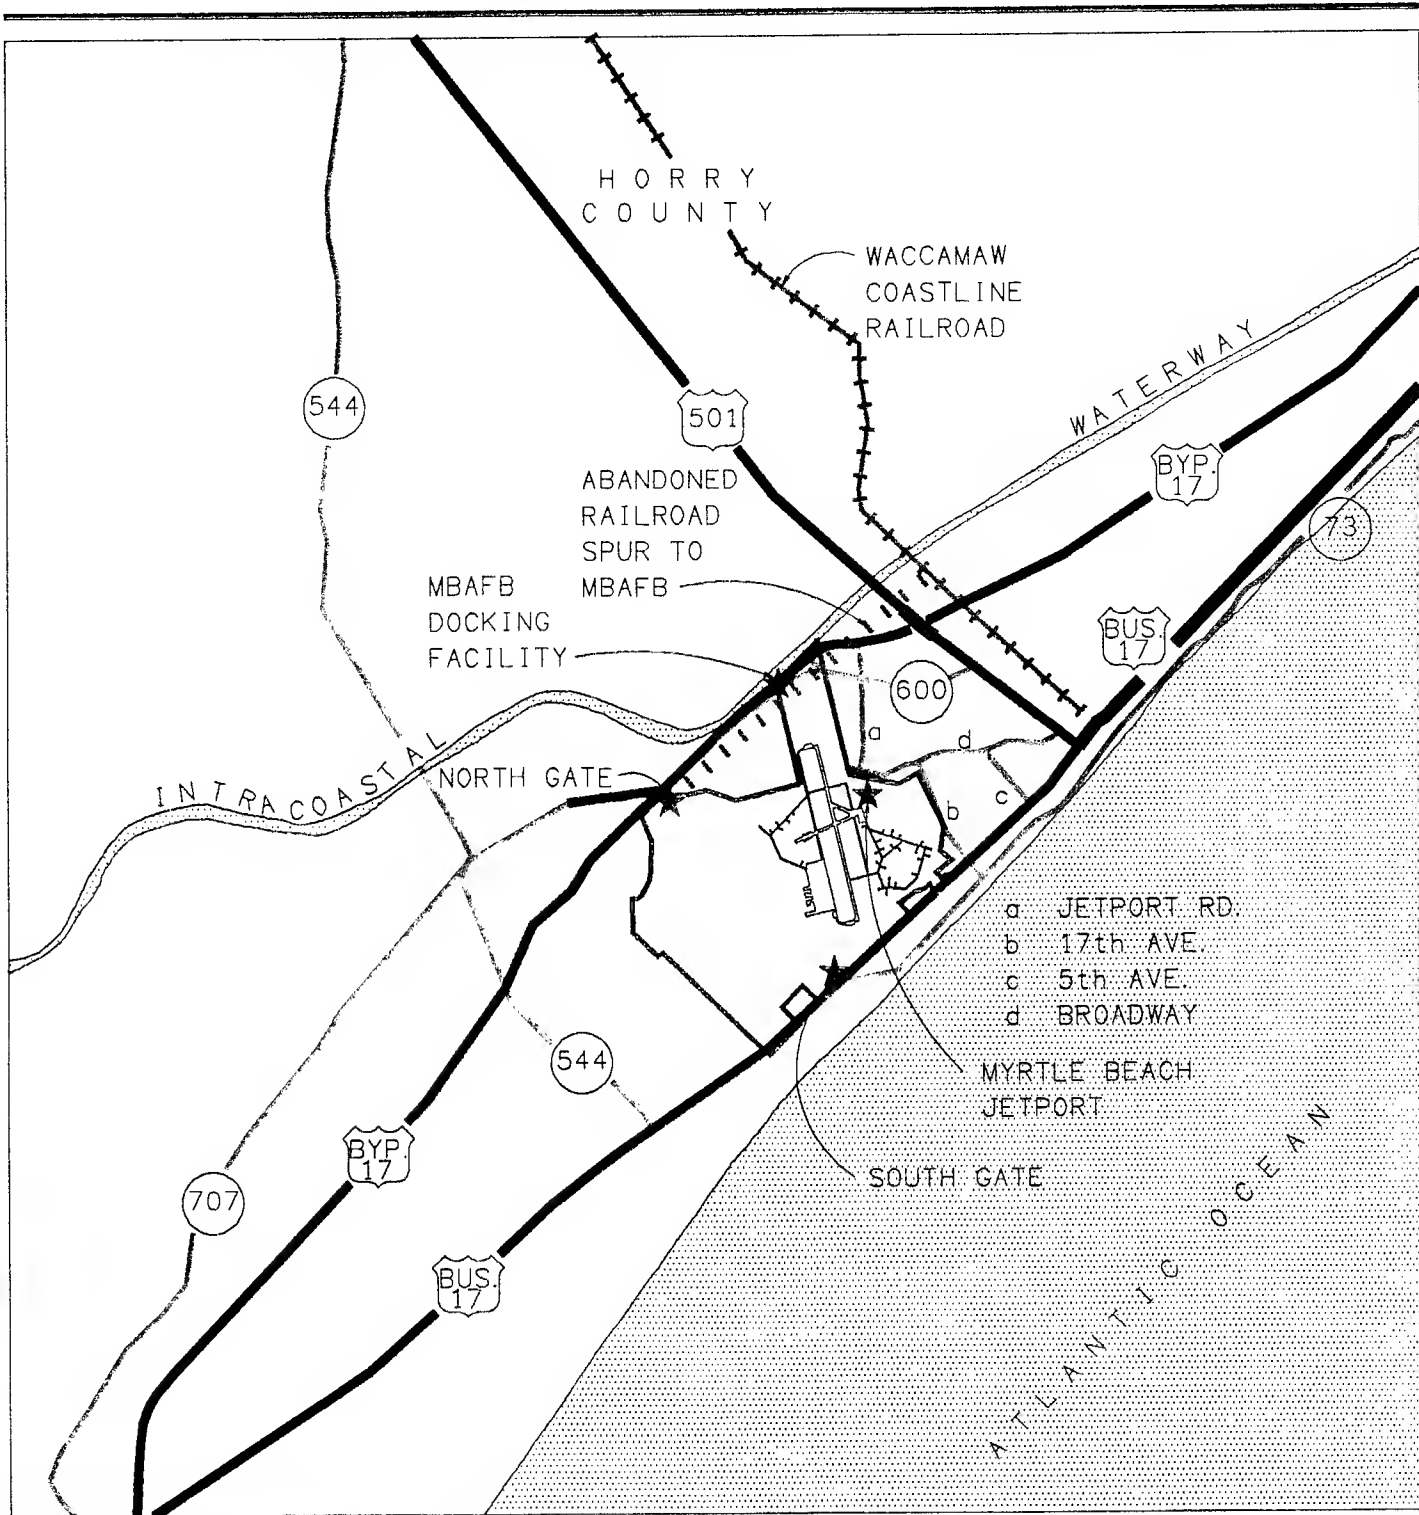 HORRY
COUNTY
WACCAMAW
COASTLINE
RAILROAD
WATERWAY
544
501
BYP.
17
73
ABANDONED
RAILROAD
SPUR TO
MBAFB
MBAFB
DOCKING
FACILITY
BUS.
17
600
a
d
INTRACOASTAL
NORTH GATE
c
b
a JETPORT RD.
b 17th AVE.
c 5th AVE.
d BROADWAY
544
MYRTLE BEACH
JETPORT
BYP.
17
SOUTH GATE
707
BUS.
17
ATLANTIC OCEAN